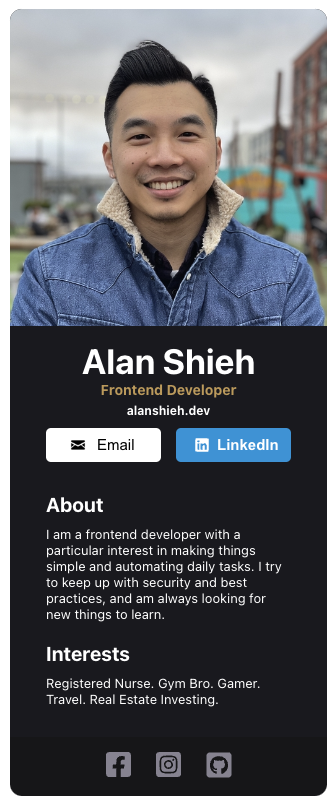 Alan Shieh
Frontend Developer
alanshieh.dev
Email
LinkedIn
About
I am a frontend developer with a
particular interest in making things
simple and automating daily tasks. I try
to keep up with security and best
practices, and am always looking for
new things to learn.
Interests
Registered Nurse. Gym Bro. Gamer.
Travel. Real Estate Investing.